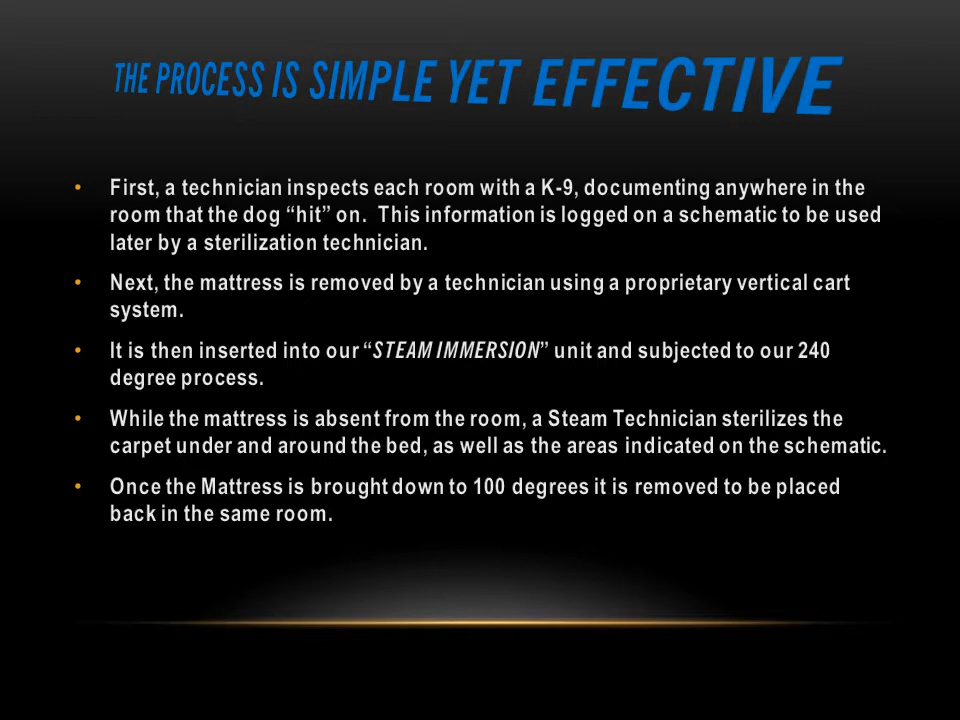 THE PROCESS IS SIMPLE YET EFFECTIVE
• First, a technician inspects each room with a K-9, documenting anywhere in the
room that the dog “hit” on.  This information is logged on a schematic to be used
later by a sterilization technician.
• Next, the mattress is removed by a technician using a proprietary vertical cart
system.
• It is then inserted into our “STEAM IMMERSION” unit and subjected to our 240
degree process.
• While the mattress is absent from the room, a Steam Technician sterilizes the
carpet under and around the bed, as well as the areas indicated on the schematic.
• Once the Mattress is brought down to 100 degrees it is removed to be placed
back in the same room.